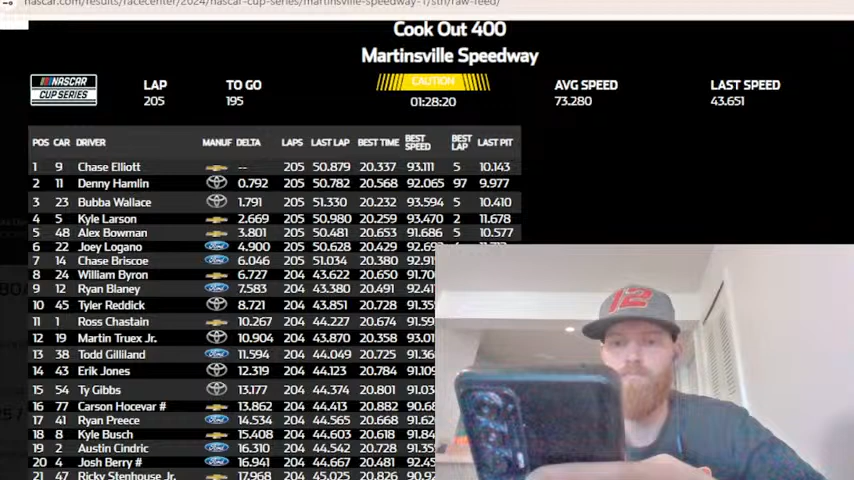 nascar.com/results/racecenter/2024/nascar-cup-series/martinsville-speedway-1/stn/raw-feed/
Cook Out 400
Martinsville Speedway
NASCAR CUP SERIES
LAP 205
TO GO 195
CAUTION 01:28:20
AVG SPEED 73.280
LAST SPEED 43.651
POS CAR DRIVER MANUF DELTA LAPS LAST LAP BEST TIME BEST SPEED BEST LAP LAST PIT
1 9 Chase Elliott -- 205 50.879 20.337 93.111 5 10.143
2 11 Denny Hamlin 0.792 205 50.782 20.568 92.065 97 9.977
3 23 Bubba Wallace 1.791 205 51.330 20.232 93.594 5 10.410
4 5 Kyle Larson 2.669 205 50.980 20.259 93.470 2 11.678
5 48 Alex Bowman 3.801 205 50.481 20.653 91.686 5 10.577
6 22 Joey Logano Ford 4.900 205 50.628 20.429
7 14 Chase Briscoe Ford 6.046 205 51.034 20.380
8 24 William Byron 6.727 204 43.622 20.650
9 12 Ryan Blaney Ford 7.583 204 43.380 20.491
10 45 Tyler Reddick 8.721 204 43.851 20.728
11 1 Ross Chastain 10.267 204 44.227 20.674
12 19 Martin Truex Jr. 10.904 204 43.870 20.358
13 38 Todd Gilliland Ford 11.594 204 44.049 20.725
14 43 Erik Jones 12.319 204 44.123 20.784
15 54 Ty Gibbs 13.177 204 44.374 20.801
16 77 Carson Hocevar # 13.862 204 44.413 20.882
17 41 Ryan Preece Ford 14.534 204 44.565 20.668
18 8 Kyle Busch 15.408 204 44.603 20.618
19 2 Austin Cindric Ford 16.310 204 44.542 20.728
20 4 Josh Berry # Ford 16.941 204 44.667 20.481
21 47 Ricky Stenhouse Jr. 17.968 204 45.025 20.826
12